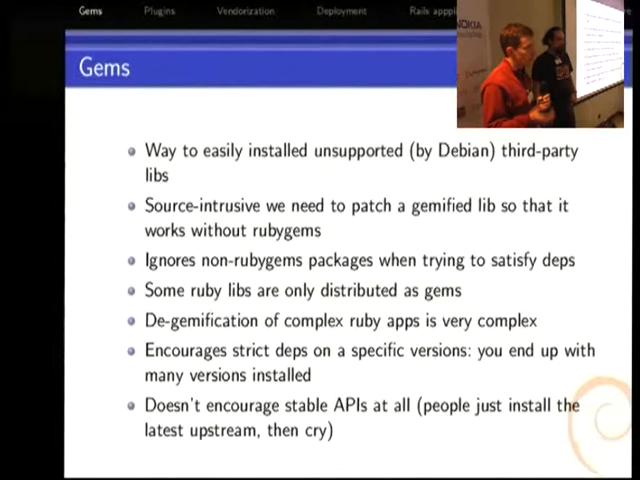 Gems Plugins Vendorization Deployment Rails
NOKIA
Gems
Way to easily installed unsupported (by Debian) third-party
libs
Source-intrusive we need to patch a gemified lib so that it
works without rubygems
Ignores non-rubygems packages when trying to satisfy deps
Some ruby libs are only distributed as gems
De-gemification of complex ruby apps is very complex
Encourages strict deps on a specific versions: you end up with
many versions installed
Doesn't encourage stable APIs at all (people just install the
latest upstream, then cry)